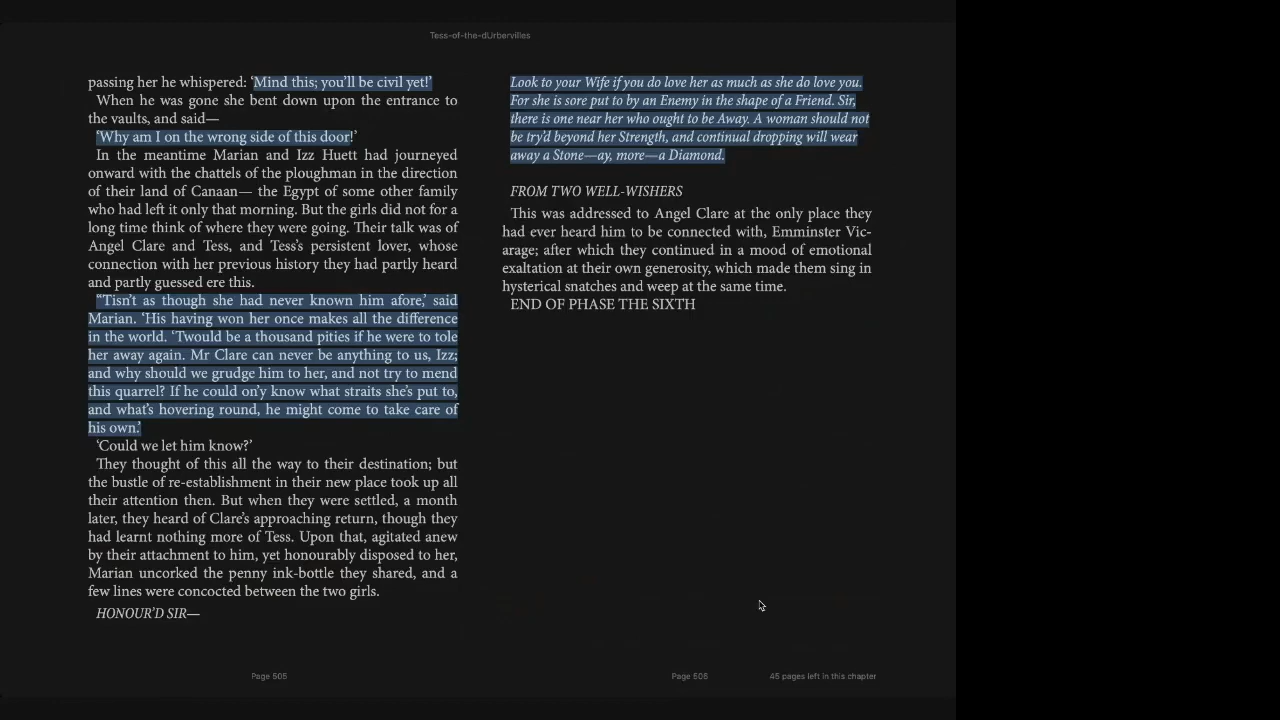 Tess-of-the-dUrbervilles
passing her he whispered: ‘Mind this; you’ll be civil yet!’
When he was gone she bent down upon the entrance to
the vaults, and said—
‘Why am I on the wrong side of this door!’
In the meantime Marian and Izz Huett had journeyed
onward with the chattels of the ploughman in the direction
of their land of Canaan— the Egypt of some other family
who had left it only that morning. But the girls did not for a
long time think of where they were going. Their talk was of
Angel Clare and Tess, and Tess’s persistent lover, whose
connection with her previous history they had partly heard
and partly guessed ere this.
‘‘Tisn’t as though she had never known him afore,’ said
Marian. ‘His having won her once makes all the difference
in the world. ‘Twould be a thousand pities if he were to tole
her away again. Mr Clare can never be anything to us, Izz;
and why should we grudge him to her, and not try to mend
this quarrel? If he could on’y know what straits she’s put to,
and what’s hovering round, he might come to take care of
his own.’
‘Could we let him know?’
They thought of this all the way to their destination; but
the bustle of re-establishment in their new place took up all
their attention then. But when they were settled, a month
later, they heard of Clare’s approaching return, though they
had learnt nothing more of Tess. Upon that, agitated anew
by their attachment to him, yet honourably disposed to her,
Marian uncorked the penny ink-bottle they shared, and a
few lines were concocted between the two girls.
HONOUR’D SIR—
Look to your Wife if you do love her as much as she do love you.
For she is sore put to by an Enemy in the shape of a Friend. Sir,
there is one near her who ought to be Away. A woman should not
be try’d beyond her Strength, and continual dropping will wear
away a Stone—ay, more—a Diamond.
FROM TWO WELL-WISHERS
This was addressed to Angel Clare at the only place they
had ever heard him to be connected with, Emminster Vic-
arage; after which they continued in a mood of emotional
exaltation at their own generosity, which made them sing in
hysterical snatches and weep at the same time.
END OF PHASE THE SIXTH
Page 505
Page 506
45 pages left in this chapter